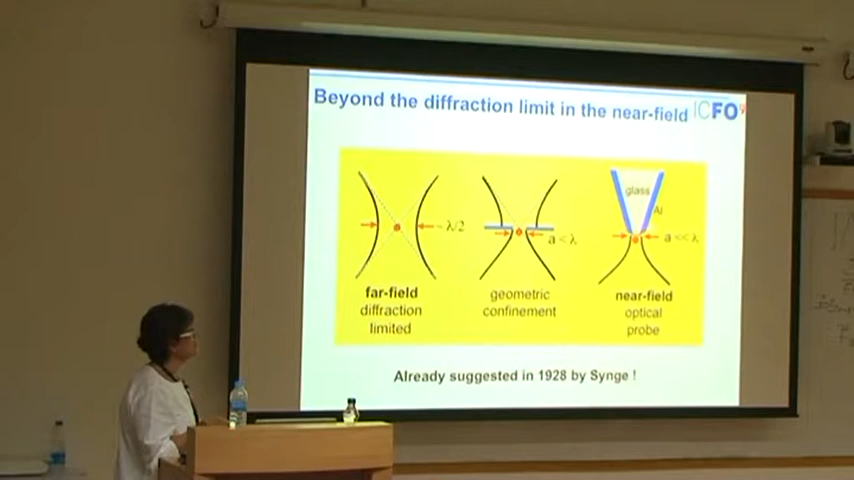 Beyond the diffraction limit in the near-field
ICFO
glass
Al
~ λ/2
a < λ
a << λ
far-field
diffraction
limited
geometric
confinement
near-field
optical
probe
Already suggested in 1928 by Synge !